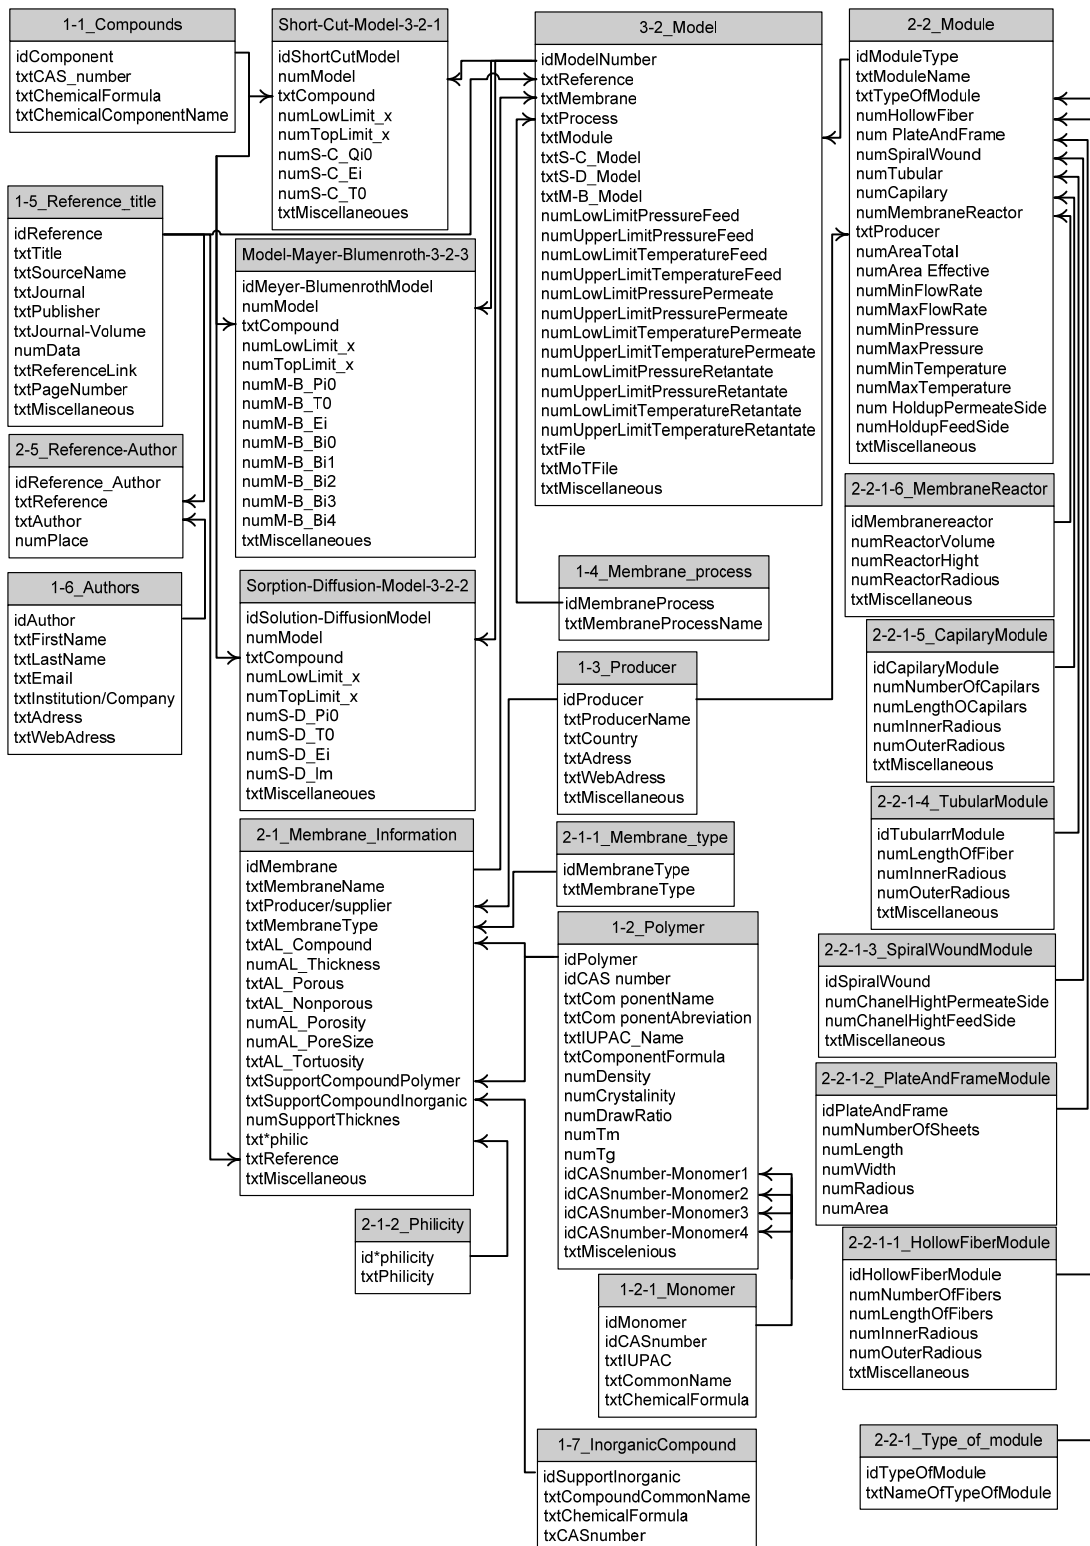 1-1_Compounds
idComponent
txtCAS_number
txtChemicalFormula
txtChemicalComponentName
Short-Cut-Model-3-2-1
idShortCutModel
numModel
txtCompound
numLowLimit_x
numTopLimit_x
numS-C_Qi0
numS-C_Ei
numS-C_T0
txtMiscellaneoues
3-2_Model
idModelNumber
txtReference
txtMembrane
txtProcess
txtModule
txtS-C_Model
txtS-D_Model
txtM-B_Model
numLowLimitPressureFeed
numUpperLimitPressureFeed
numLowLimitTemperatureFeed
numUpperLimitTemperatureFeed
numLowLimitPressurePermeate
numUpperLimitPressurePermeate
numLowLimitTemperaturePermeate
numUpperLimitTemperaturePermeate
numLowLimitPressureRetantate
numUpperLimitPressureRetantate
numLowLimitTemperatureRetantate
numUpperLimitTemperatureRetantate
txtFile
txtMoTFile
txtMiscellaneous
2-2_Module
idModuleType
txtModuleName
txtTypeOfModule
numHollowFiber
num PlateAndFrame
numSpiralWound
numTubular
numCapilary
numMembraneReactor
txtProducer
numAreaTotal
numArea Effective
numMinFlowRate
numMaxFlowRate
numMinPressure
numMaxPressure
numMinTemperature
numMaxTemperature
num HoldupPermeateSide
numHoldupFeedSide
txtMiscellaneous
1-5_Reference_title
idReference
txtTitle
txtSourceName
txtJournal
txtPublisher
txtJournal-Volume
numData
txtReferenceLink
txtPageNumber
txtMiscellaneous
Model-Mayer-Blumenroth-3-2-3
idMeyer-BlumenrothModel
numModel
txtCompound
numLowLimit_x
numTopLimit_x
numM-B_Pi0
numM-B_T0
numM-B_Ei
numM-B_Bi0
numM-B_Bi1
numM-B_Bi2
numM-B_Bi3
numM-B_Bi4
txtMiscellaneoues
2-5_Reference-Author
idReference_Author
txtReference
txtAuthor
numPlace
1-6_Authors
idAuthor
txtFirstName
txtLastName
txtEmail
txtInstitution/Company
txtAdress
txtWebAdress
Sorption-Diffusion-Model-3-2-2
idSolution-DiffusionModel
numModel
txtCompound
numLowLimit_x
numTopLimit_x
numS-D_Pi0
numS-D_T0
numS-D_Ei
numS-D_lm
txtMiscellaneoues
1-4_Membrane_process
idMembraneProcess
txtMembraneProcessName
1-3_Producer
idProducer
txtProducerName
txtCountry
txtAdress
txtWebAdress
txtMiscellaneous
2-2-1-6_MembraneReactor
idMembranereactor
numReactorVolume
numReactorHight
numReactorRadious
txtMiscellaneous
2-2-1-5_CapilaryModule
idCapilaryModule
numNumberOfCapilars
numLengthOCapilars
numInnerRadious
numOuterRadious
txtMiscellaneous
2-2-1-4_TubularModule
idTubularrModule
numLengthOfFiber
numInnerRadious
numOuterRadious
txtMiscellaneous
2-1_Membrane_Information
idMembrane
txtMembraneName
txtProducer/supplier
txtMembraneType
txtAL_Compound
numAL_Thickness
txtAL_Porous
txtAL_Nonporous
numAL_Porosity
numAL_PoreSize
txtAL_Tortuosity
txtSupportCompoundPolymer
txtSupportCompoundInorganic
numSupportThicknes
txt*philic
txtReference
txtMiscellaneous
2-1-1_Membrane_type
idMembraneType
txtMembraneType
1-2_Polymer
idPolymer
idCAS number
txtCom ponentName
txtCom ponentAbreviation
txtIUPAC_Name
txtComponentFormula
numDensity
numCrystalinity
numDrawRatio
numTm
numTg
idCASnumber-Monomer1
idCASnumber-Monomer2
idCASnumber-Monomer3
idCASnumber-Monomer4
txtMiscelenious
2-2-1-3_SpiralWoundModule
idSpiralWound
numChanelHightPermeateSide
numChanelHightFeedSide
txtMiscellaneous
2-2-1-2_PlateAndFrameModule
idPlateAndFrame
numNumberOfSheets
numLength
numWidth
numRadious
numArea
2-1-2_Philicity
id*philicity
txtPhilicity
2-2-1-1_HollowFiberModule
idHollowFiberModule
numNumberOfFibers
numLengthOfFibers
numInnerRadious
numOuterRadious
txtMiscellaneous
1-2-1_Monomer
idMonomer
idCASnumber
txtIUPAC
txtCommonName
txtChemicalFormula
1-7_InorganicCompound
idSupportInorganic
txtCompoundCommonName
txtChemicalFormula
txCASnumber
2-2-1_Type_of_module
idTypeOfModule
txtNameOfTypeOfModule